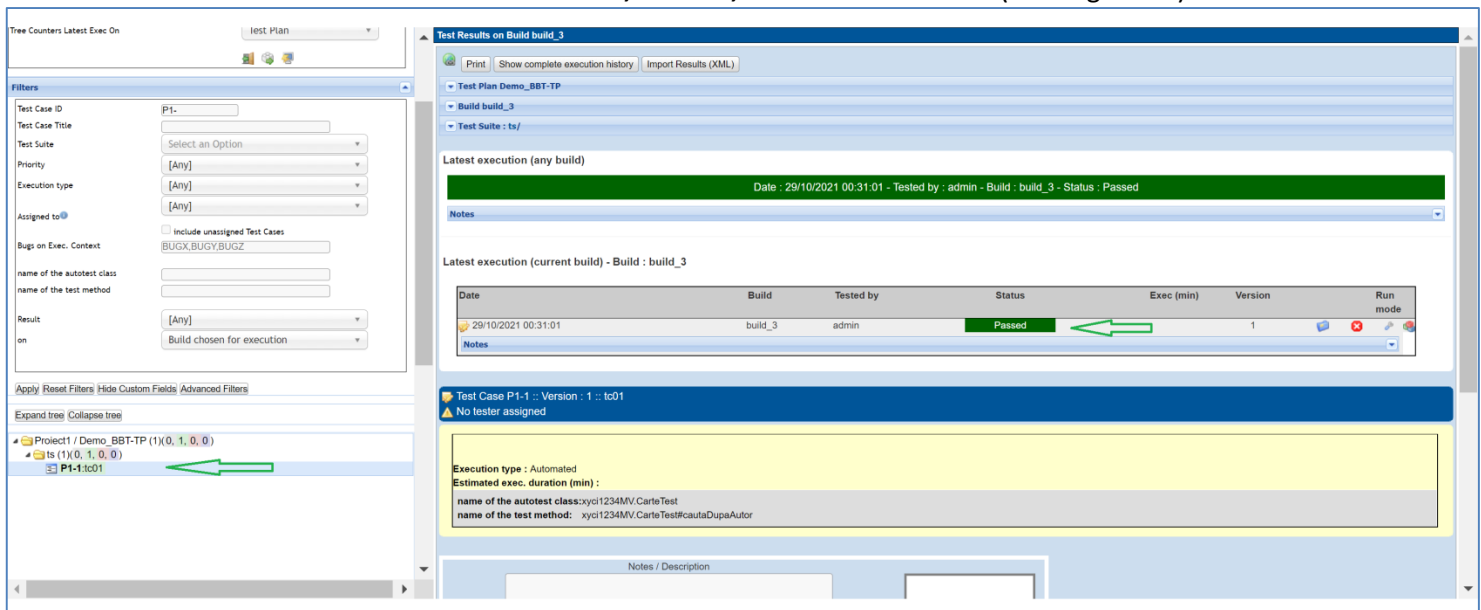 Tree Counters Latest Exec On
Test Plan
Filters
Test Case ID
P1-
Test Case Title
Test Suite
Select an Option
Priority
[Any]
Execution type
[Any]
[Any]
Assigned to
include unassigned Test Cases
Bugs on Exec. Context
BUGX,BUGY,BUGZ
name of the autotest class
name of the test method
Result
[Any]
on
Build chosen for execution
Apply Reset Filters Hide Custom Fields Advanced Filters
Expand tree Collapse tree
Proiect1 / Demo_BBT-TP (1)(0, 1, 0, 0)
ts (1)(0, 1, 0, 0)
P1-1:tc01
Test Results on Build build_3
Print Show complete execution history Import Results (XML)
Test Plan Demo_BBT-TP
Build build_3
Test Suite : ts/
Latest execution (any build)
Date : 29/10/2021 00:31:01 - Tested by : admin - Build : build_3 - Status : Passed
Notes
Latest execution (current build) - Build : build_3
Date Build Tested by Status Exec (min) Version Run mode
29/10/2021 00:31:01 build_3 admin Passed 1
Notes
Test Case P1-1 :: Version : 1 :: tc01
No tester assigned
Execution type : Automated
Estimated exec. duration (min) :
name of the autotest class:xyci1234MV.CarteTest
name of the test method: xyci1234MV.CarteTest#cautaDupaAutor
Notes / Description